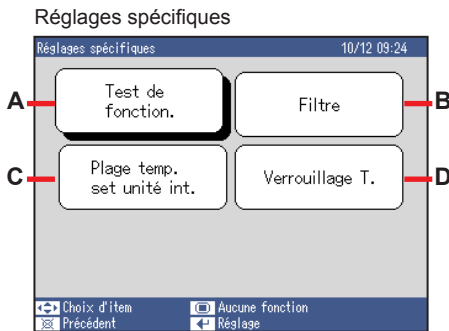 Réglages spécifiques
Réglages spécifiques 10/12 09:24
A
Test de
fonction.
Filtre
B
C
Plage temp.
set unité int.
Verrouillage T.
D
Choix d'item
Aucune fonction
Précédent
Réglage